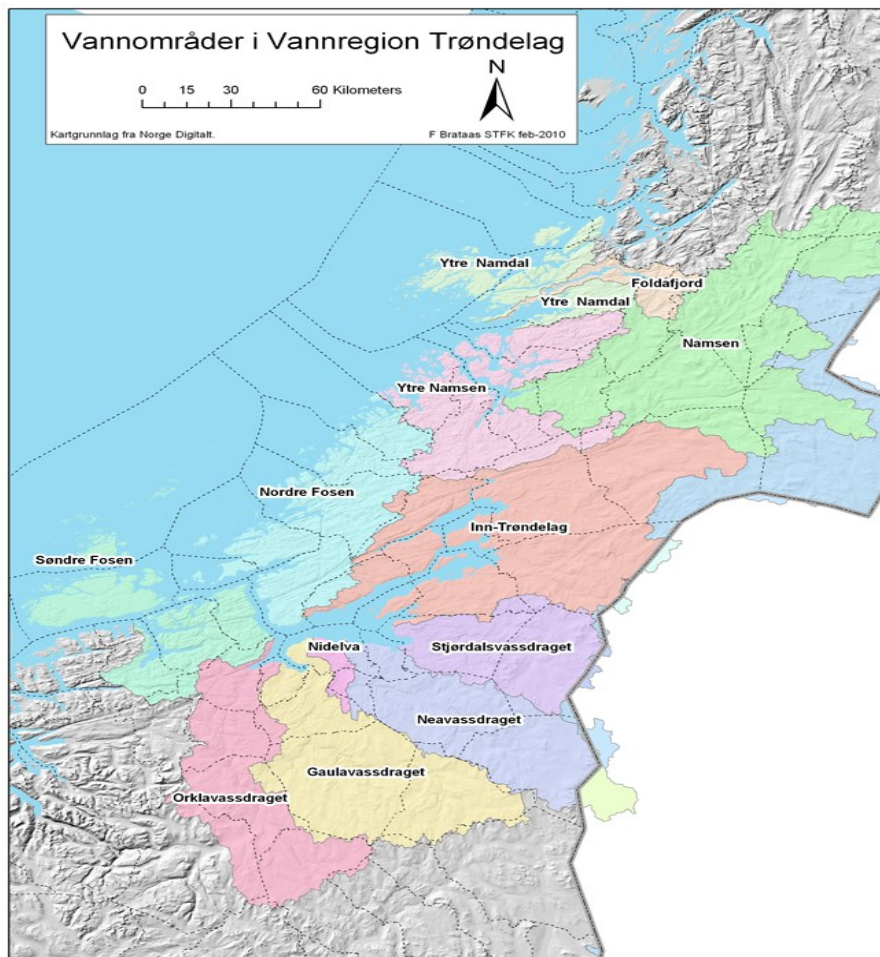 Vannområder i Vannregion Trøndelag
N
0 15 30 60 Kilometers
Kartgrunnlag fra Norge Digitalt.
F Brataas STFK feb-2010
Ytre Namdal
Foldafjord
Ytre Namdal
Namsen
Ytre Namsen
Nordre Fosen
Inn-Trøndelag
Søndre Fosen
Nidelva
Stjørdalsvassdraget
Neavassdraget
Gaulavassdraget
Orklavassdraget